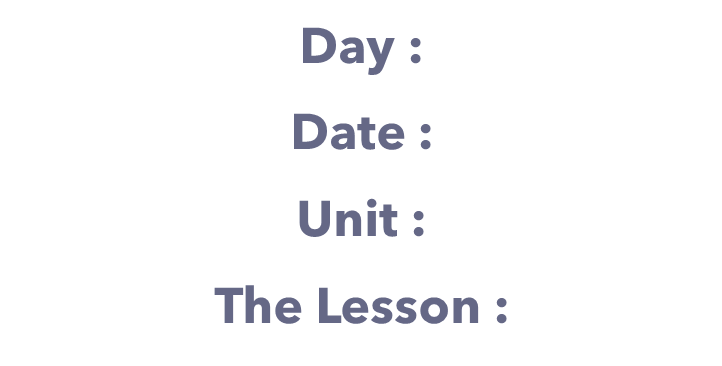 Day :
Date :
Unit :
The Lesson :